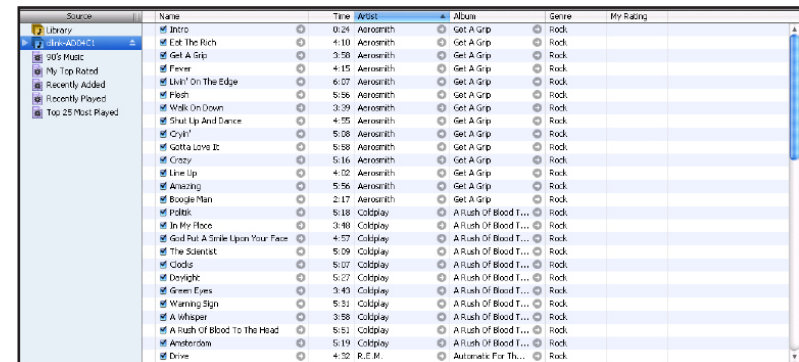 Source Name Time Artist Album Genre My Rating
Library Intro 0:24 Aerosmith Get A Grip Rock
dlink-ADD4C1 Eat The Rich 4:10 Aerosmith Get A Grip Rock
90's Music Get A Grip 3:58 Aerosmith Get A Grip Rock
My Top Rated Fever 4:15 Aerosmith Get A Grip Rock
Recently Added Livin' On The Edge 6:07 Aerosmith Get A Grip Rock
Recently Played Flesh 5:56 Aerosmith Get A Grip Rock
Top 25 Most Played Walk On Down 3:39 Aerosmith Get A Grip Rock
Shut Up And Dance 4:55 Aerosmith Get A Grip Rock
Cryin' 5:08 Aerosmith Get A Grip Rock
Gotta Love It 5:58 Aerosmith Get A Grip Rock
Crazy 5:16 Aerosmith Get A Grip Rock
Line Up 4:02 Aerosmith Get A Grip Rock
Amazing 5:56 Aerosmith Get A Grip Rock
Boogie Man 2:17 Aerosmith Get A Grip Rock
Politik 5:18 Coldplay A Rush Of Blood T... Rock
In My Place 3:48 Coldplay A Rush Of Blood T... Rock
God Put A Smile Upon Your Face 4:57 Coldplay A Rush Of Blood T... Rock
The Scientist 5:09 Coldplay A Rush Of Blood T... Rock
Clocks 5:07 Coldplay A Rush Of Blood T... Rock
Daylight 5:27 Coldplay A Rush Of Blood T... Rock
Green Eyes 3:43 Coldplay A Rush Of Blood T... Rock
Warning Sign 5:31 Coldplay A Rush Of Blood T... Rock
A Whisper 3:58 Coldplay A Rush Of Blood T... Rock
A Rush Of Blood To The Head 5:51 Coldplay A Rush Of Blood T... Rock
Amsterdam 5:19 Coldplay A Rush Of Blood T... Rock
Drive 4:32 R.E.M. Automatic For Th... Rock